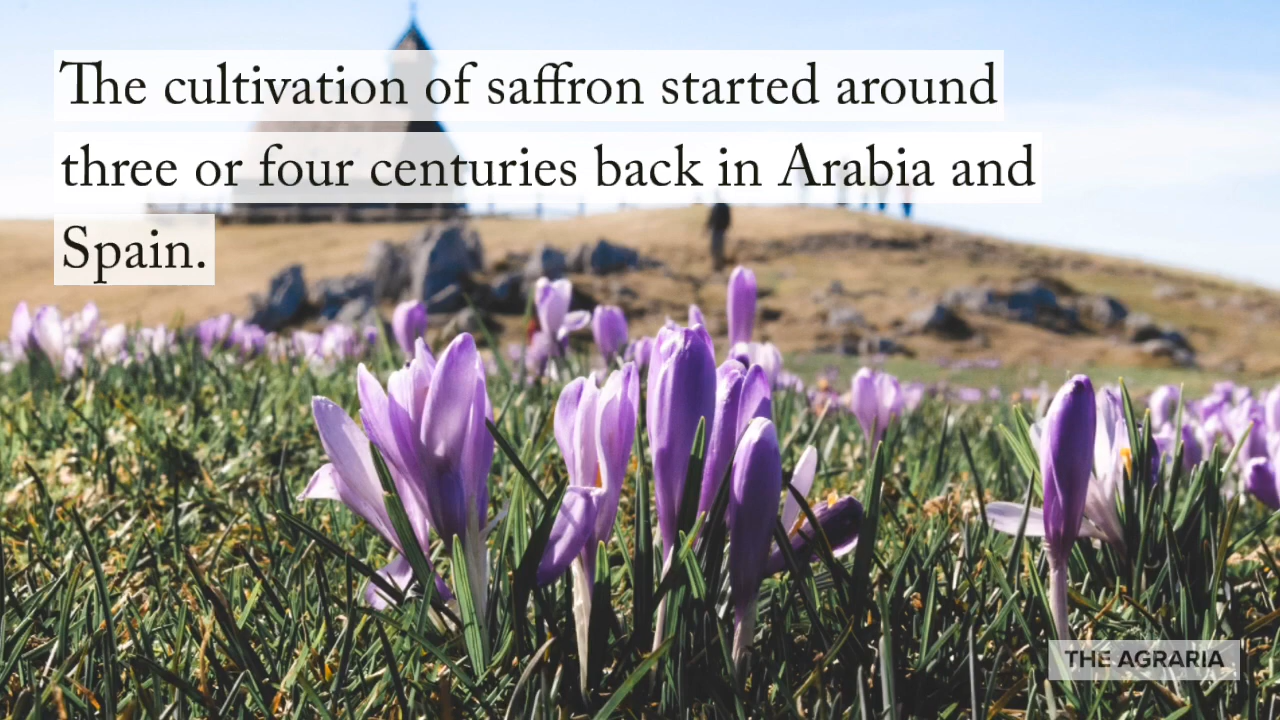 The cultivation of saffron started around
three or four centuries back in Arabia and
Spain.
THE AGRARIA